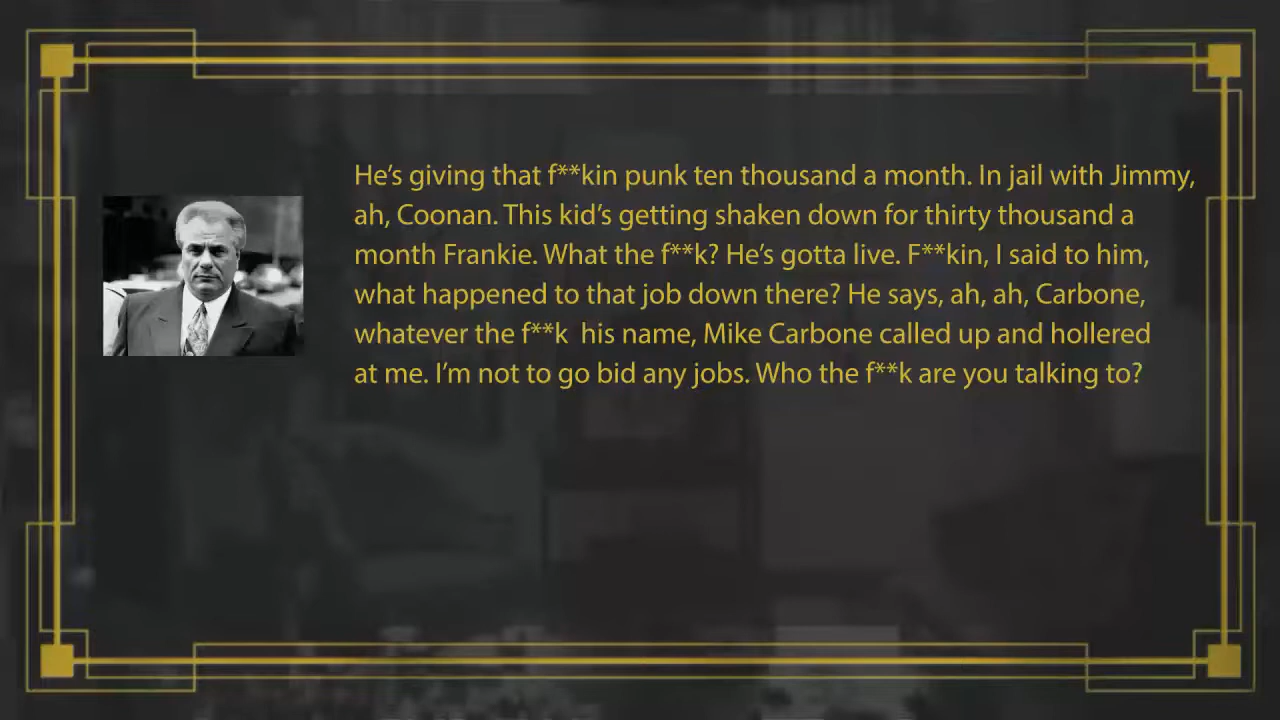 He's giving that f**kin punk ten thousand a month. In jail with Jimmy,
ah, Coonan. This kid's getting shaken down for thirty thousand a
month Frankie. What the f**k? He's gotta live. F**kin, I said to him,
what happened to that job down there? He says, ah, ah, Carbone,
whatever the f**k  his name, Mike Carbone called up and hollered
at me. I'm not to go bid any jobs. Who the f**k are you talking to?